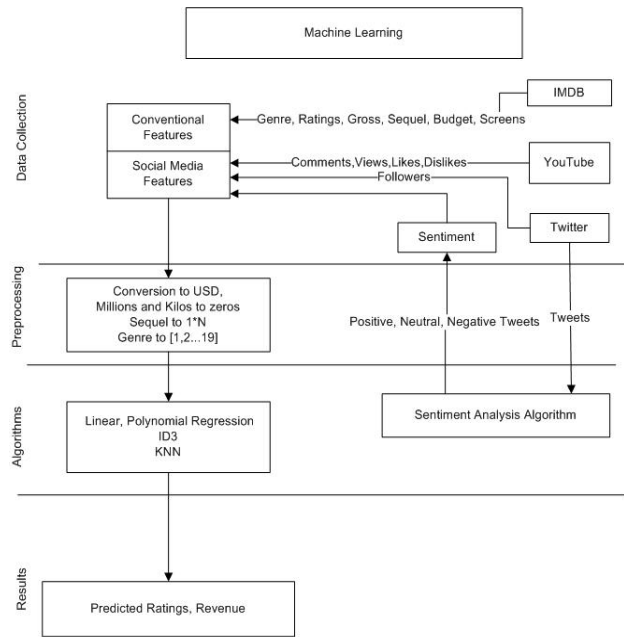 Machine Learning
Data Collection
IMDB
Conventional
Features
Genre, Ratings, Gross, Sequel, Budget, Screens
Social Media
Features
Comments,Views,Likes,Dislikes
YouTube
Followers
Twitter
Sentiment
Preprocessing
Conversion to USD,
Millions and Kilos to zeros
Sequel to 1*N
Genre to [1,2...19]
Positive, Neutral, Negative Tweets
Tweets
Algorithms
Linear, Polynomial Regression
ID3
KNN
Sentiment Analysis Algorithm
Results
Predicted Ratings, Revenue